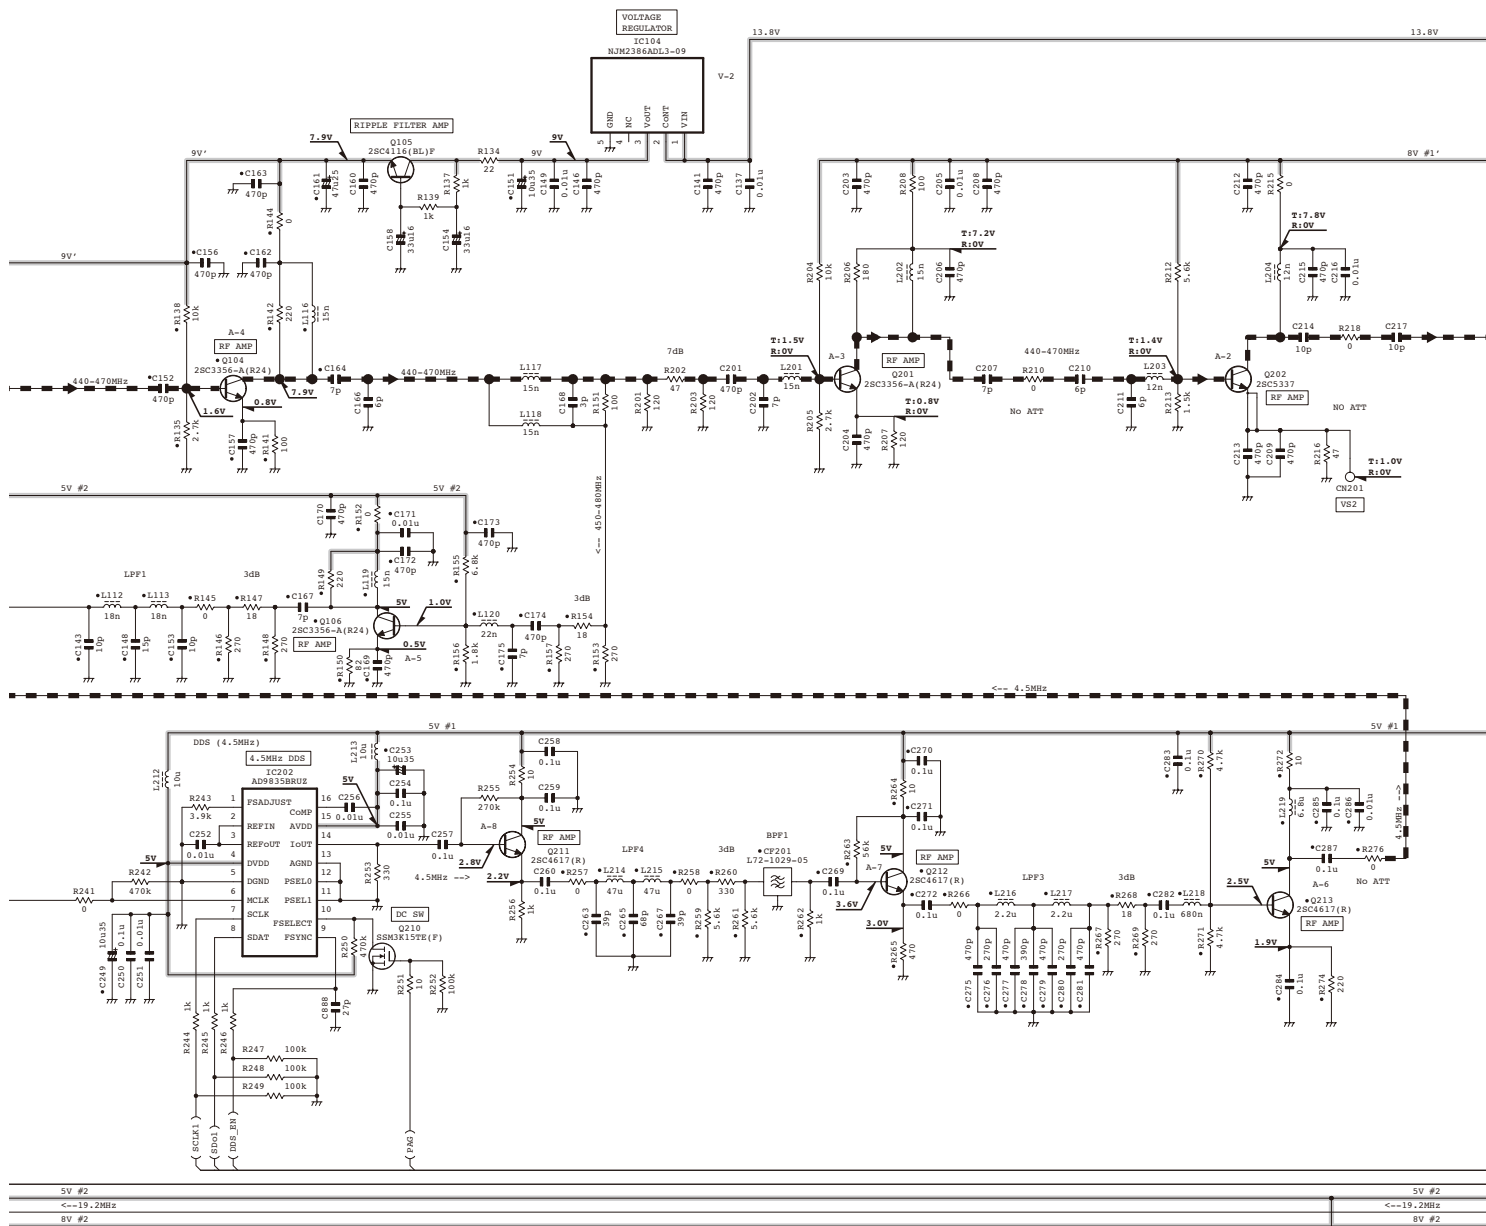 VOLTAGE
REGULATOR
IC104
NJM2386ADL3-09
13.8V
13.8V
V-2
GND
NC
VoUT
CoNT
VIN
5
4
3
2
1
RIPPLE FILTER AMP
Q105
2SC4116(BL)F
7.9V
9V
9V'
9V
R134
22
8V #1'
•C163
470p
•C161
47u25
C160
470p
R137
1k
R139
1k
C158
33u16
C154
33u16
•C151
10u35
C149
0.01u
C146
470p
C141
470p
C137
0.01u
C203
470p
R208
100
C205
0.01u
C208
470p
C212
470p
R215
0
•R144
0
9V'
•C156
470p
•C162
470p
T:7.2V
R:0V
T:7.8V
R:0V
R204
10k
R206
180
L202
15n
C206
470p
R212
5.6k
L204
12n
C215
470p
C216
0.01u
•R138
10k
•R142
220
•L116
15n
A-4
RF AMP
•Q104
2SC3356-A(R24)
440-470MHz
•C152
470p
1.6V
0.8V
7.9V
•C164
7p
440-470MHz
C166
6p
•R135
2.7k
•C157
470p
•R141
100
L117
15n
L118
15n
C168
3p
R151
100
7dB
R202
47
R201
120
R203
120
C201
470p
C202
7p
L201
15n
T:1.5V
R:0V
A-3
RF AMP
Q201
2SC3356-A(R24)
T:0.8V
R:0V
R205
2.7k
C204
470p
R207
120
C207
7p
440-470MHz
R210
0
C210
6p
No ATT
C211
6p
L203
12n
T:1.4V
R:0V
R213
1.5k
A-2
Q202
2SC5337
RF AMP
C214
10p
R218
0
C217
10p
NO ATT
C213
470p
C209
470p
R216
47
T:1.0V
R:0V
CN201
VS2
5V #2
5V #2
C170
470p
•R152
0
•C171
0.01u
•C172
470p
•C173
470p
•R155
6.8k
<-- 450-480MHz
LPF1
3dB
•L112
18n
•L113
18n
•R145
0
•R147
18
•C167
7p
•R149
220
•L119
15n
•Q106
2SC3356-A(R24)
RF AMP
5V
1.0V
0.5V
A-5
•L120
22n
•C174
470p
3dB
•R154
18
•C143
10p
•C148
15p
•C153
10p
•R146
270
•R148
270
•R150
82
•C169
470p
•R156
1.8k
•C175
7p
•R157
270
•R153
270
<-- 4.5MHz
5V #1
5V #1
DDS (4.5MHz)
4.5MHz DDS
IC202
AD9835BRUZ
L212
10u
L213
10u
•C253
10u35
C254
0.1u
C255
0.01u
C256
0.01u
5V
R243
3.9k
C252
0.01u
5V
R242
470k
R241
0
1
2
3
4
5
6
7
8
FSADJUST
REFIN
REFoUT
DVDD
DGND
MCLK
SCLK
SDAT
CoMP
AVDD
IoUT
AGND
PSEL0
PSEL1
FSELECT
FSYNC
16
15
14
13
12
11
10
9
R253
330
C257
0.1u
4.5MHz -->
DC SW
Q210
SSM3K15TE(F)
R250
470k
•C249
10u35
C250
0.1u
C251
0.01u
R251
10
R252
100k
C888
27p
R244
1k
R245
1k
R246
1k
R247
100k
R248
100k
R249
100k
SCLK1
SDo1
DDS_EN
PAG
R254
10
C258
0.1u
C259
0.1u
R255
270k
5V
A-8
RF AMP
Q211
2SC4617(R)
2.8V
2.2V
R256
1k
C260
0.1u
•R257
0
LPF4
•L214
47u
•L215
47u
•R258
0
•C263
39p
•C265
68p
•C267
39p
3dB
•R260
330
•R259
5.6k
•R261
5.6k
BPF1
•CF201
L72-1029-05
•R262
1k
•C269
0.1u
•R263
56k
•R264
10
•C270
0.1u
•C271
0.1u
5V
RF AMP
A-7
•Q212
2SC4617(R)
3.6V
3.0V
•R265
470
•C272
0.1u
•R266
0
LPF3
•L216
2.2u
•L217
2.2u
•C275
470p
•C276
270p
•C277
470p
•C278
390p
•C279
470p
•C280
270p
•C281
470p
3dB
•R268
18
•R267
270
•R269
270
•C282
0.1u
•L218
680n
•C283
0.1u
•R270
4.7k
•R271
4.7k
•R272
10
•L219
6.8u
•C285
0.1u
•C286
0.01u
4.5MHz -->
5V
•C287
0.1u
•R276
0
No ATT
A-6
2.5V
•Q213
2SC4617(R)
RF AMP
1.9V
•C284
0.1u
•R274
220
5V #2
5V #2
<--19.2MHz
<--19.2MHz
8V #2
8V #2